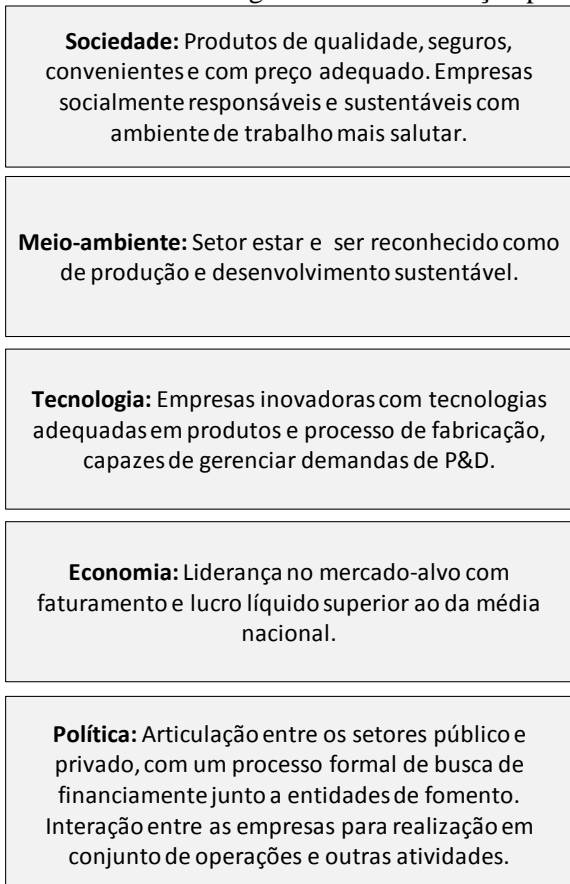 Sociedade: Produtos de qualidade, seguros,
convenientes e com preço adequado. Empresas
socialmente responsáveis e sustentáveis com
ambiente de trabalho mais salutar.
Meio-ambiente: Setor estar e ser reconhecido como
de produção e desenvolvimento sustentável.
Tecnologia: Empresas inovadoras com tecnologias
adequadas em produtos e processo de fabricação,
capazes de gerenciar demandas de P&D.
Economia: Liderança no mercado-alvo com
faturamento e lucro líquido superior ao da média
nacional.
Política: Articulação entre os setores público e
privado, com um processo formal de busca de
financiamente junto a entidades de fomento.
Interação entre as empresas para realização em
conjunto de operações e outras atividades.